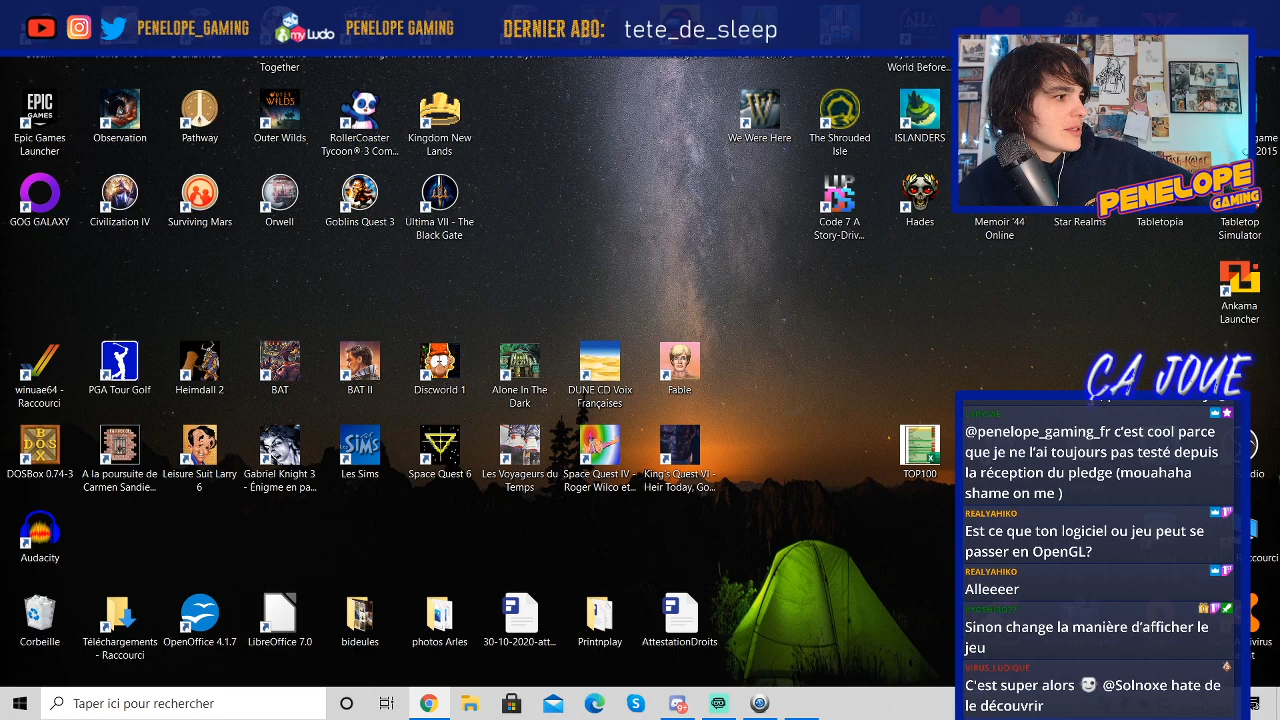 PENELOPE_GAMING
my Ludo
PENELOPE GAMING
DERNIER ABO:
tete_de_sleep
Together
World Before...
EPIC
GAMES
Epic Games
Launcher
Observation
Pathway
OUTER
WILDS
Outer Wilds
RollerCoaster
Tycoon® 3 Com...
Kingdom New
Lands
We Were Here
The Shrouded
Isle
ISLANDERS
2015
GOG GALAXY
Civilization IV
Surviving Mars
Orwell
Goblins Quest 3
Ultima VII - The
Black Gate
Code 7 A
Story-Driv...
Hades
Memoir '44
Online
Star Realms
Tabletopia
Tabletop
Simulator
PENELOPE
GAMING
Ankama
Launcher
winuae64 -
Raccourci
PGA Tour Golf
Heimdall 2
BAT
BAT II
Discworld 1
Alone In The
Dark
DUNE CD Voix
Françaises
Fable
ÇA JOUE
DOS
BOX
DOSBox 0.74-3
A la poursuite de
Carmen Sandie...
Leisure Suit Larry
6
Gabriel Knight 3
- Énigme en pa...
SIMS
Les Sims
Space Quest 6
Les Voyageurs du
Temps
Space Quest IV -
Roger Wilco et...
King's Quest VI -
Heir Today, Go...
TOP100
@penelope_gaming_fr c'est cool parce
que je ne l'ai toujours pas testé depuis
la réception du pledge (mouahaha
shame on me )
REALYAHIKO
Est ce que ton logiciel ou jeu peut se
passer en OpenGL?
REALYAHIKO
Alleeeer
Sinon change la manière d'afficher le
jeu
VIRUS_LUD-QUE
C'est super alors @Solnoxe hate de
le découvrir
Audacity
Corbeille
Téléchargements
- Raccourci
OpenOffice 4.1.7
LibreOffice 7.0
bideules
photos Arles
30-10-2020-att...
Printnplay
AttestationDroits
Taper ici pour rechercher